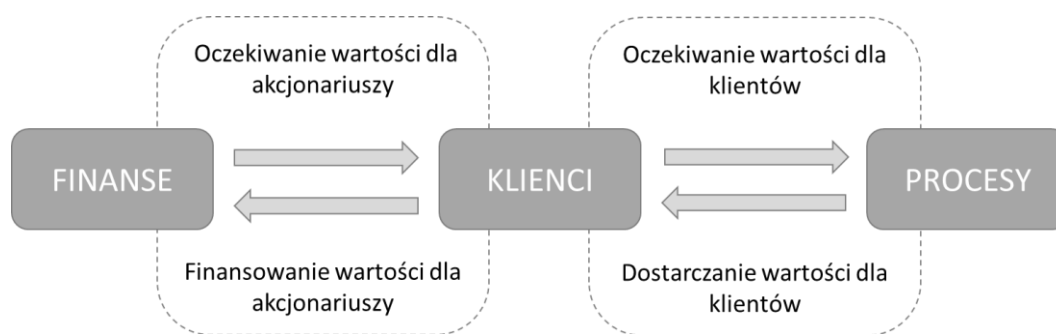 Oczekiwanie wartości dla
akcjonariuszy
Oczekiwanie wartości dla
klientów
FINANSE
KLIENCI
PROCESY
Finansowanie wartości dla
akcjonariuszy
Dostarczanie wartości dla
klientów